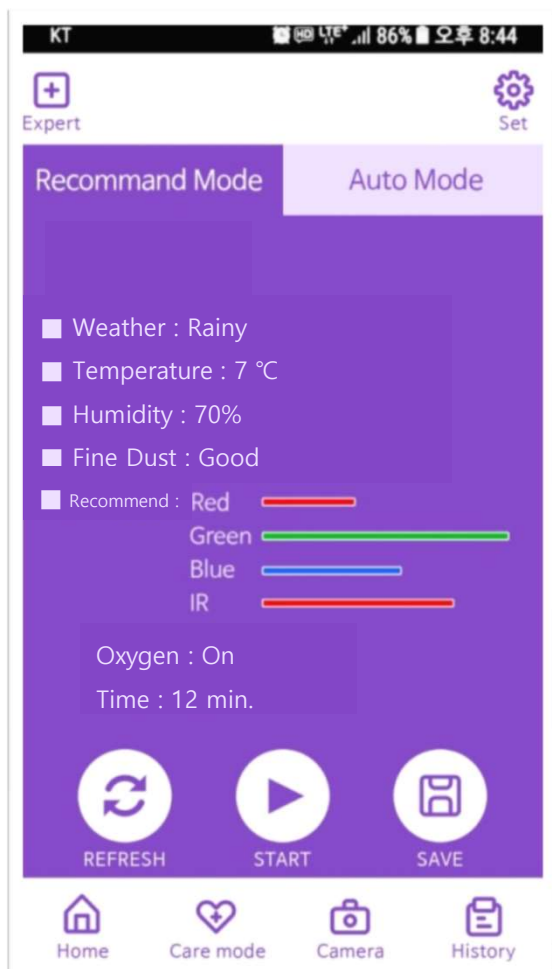 KT HD LTE+ 86% 오후 8:44
Expert Set
Recommand Mode Auto Mode
Weather : Rainy
Temperature : 7 ℃
Humidity : 70%
Fine Dust : Good
Recommend : Red
Green
Blue
IR
Oxygen : On
Time : 12 min.
REFRESH START SAVE
Home Care mode Camera History